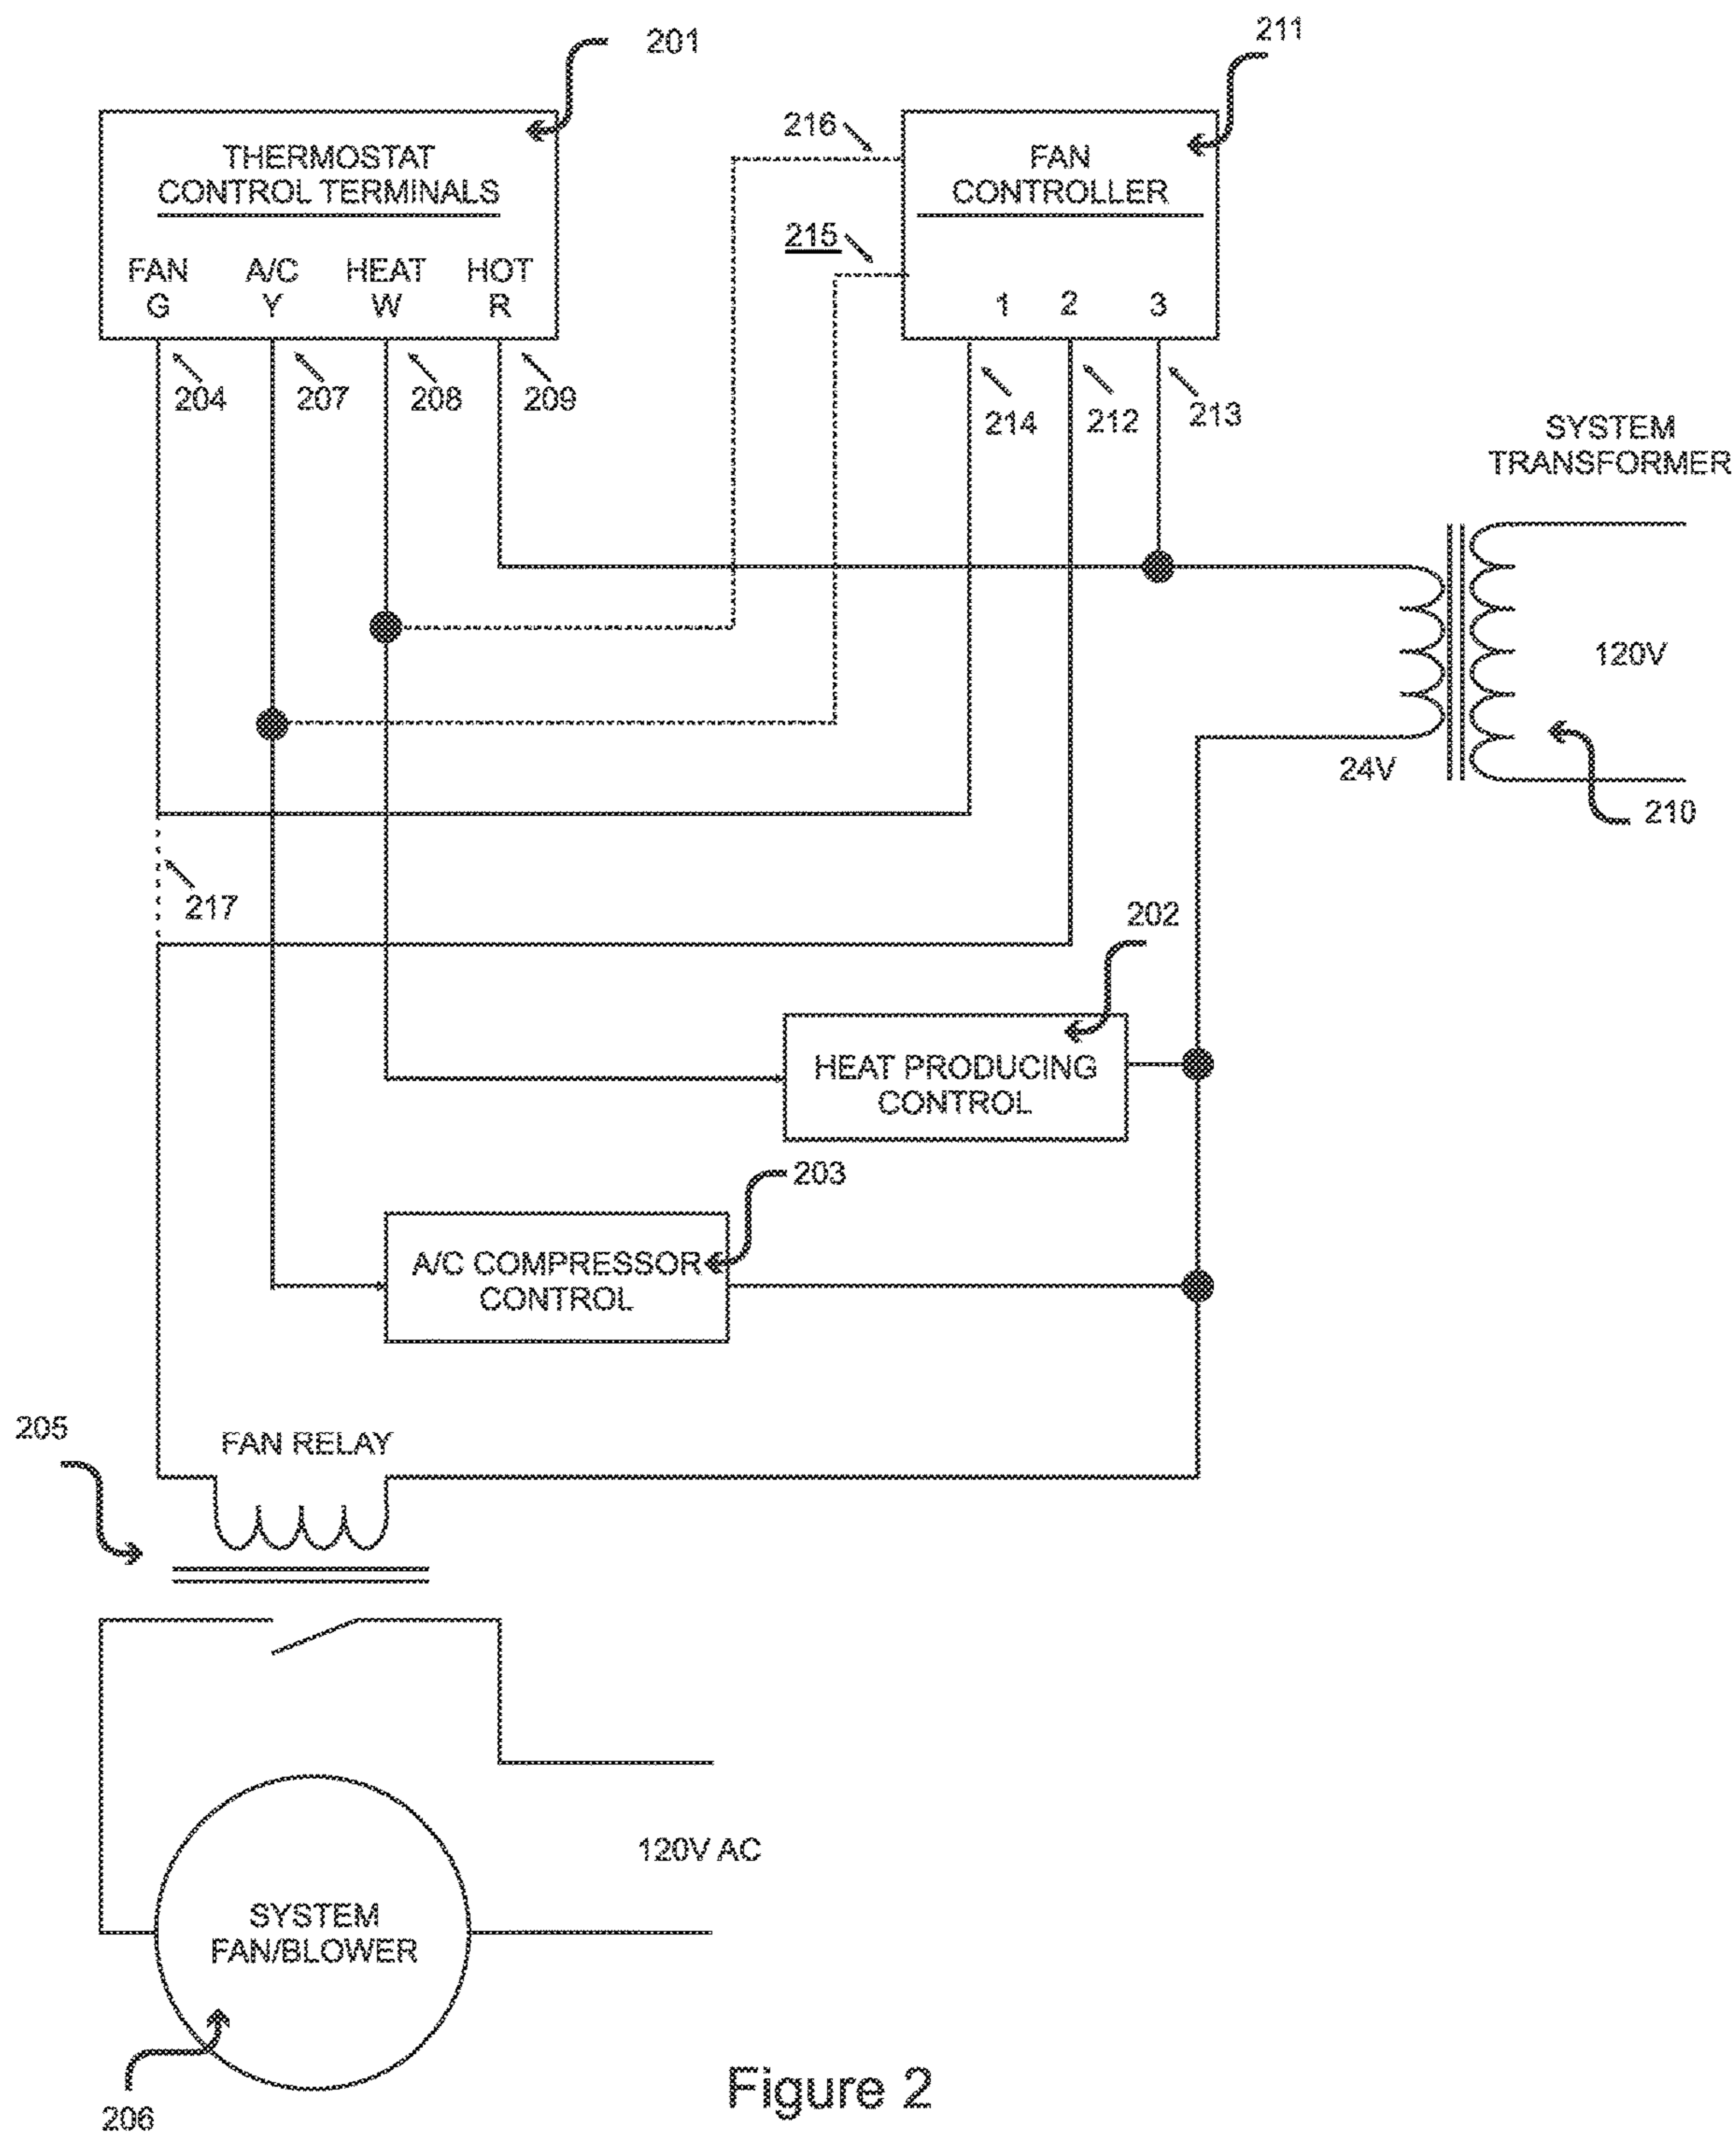 201
211
216
THERMOSTAT
CONTROL TERMINALS
FAN
CONTROLLER
215
FAN A/C HEAT HOT
G Y W R
1 2 3
204 207 208 209
214 212 213
SYSTEM
TRANSFORMER
120V
24V
210
217
202
HEAT PRODUCING
CONTROL
203
A/C COMPRESSOR
CONTROL
205
FAN RELAY
120V AC
SYSTEM
FAN/BLOWER
206
Figure 2